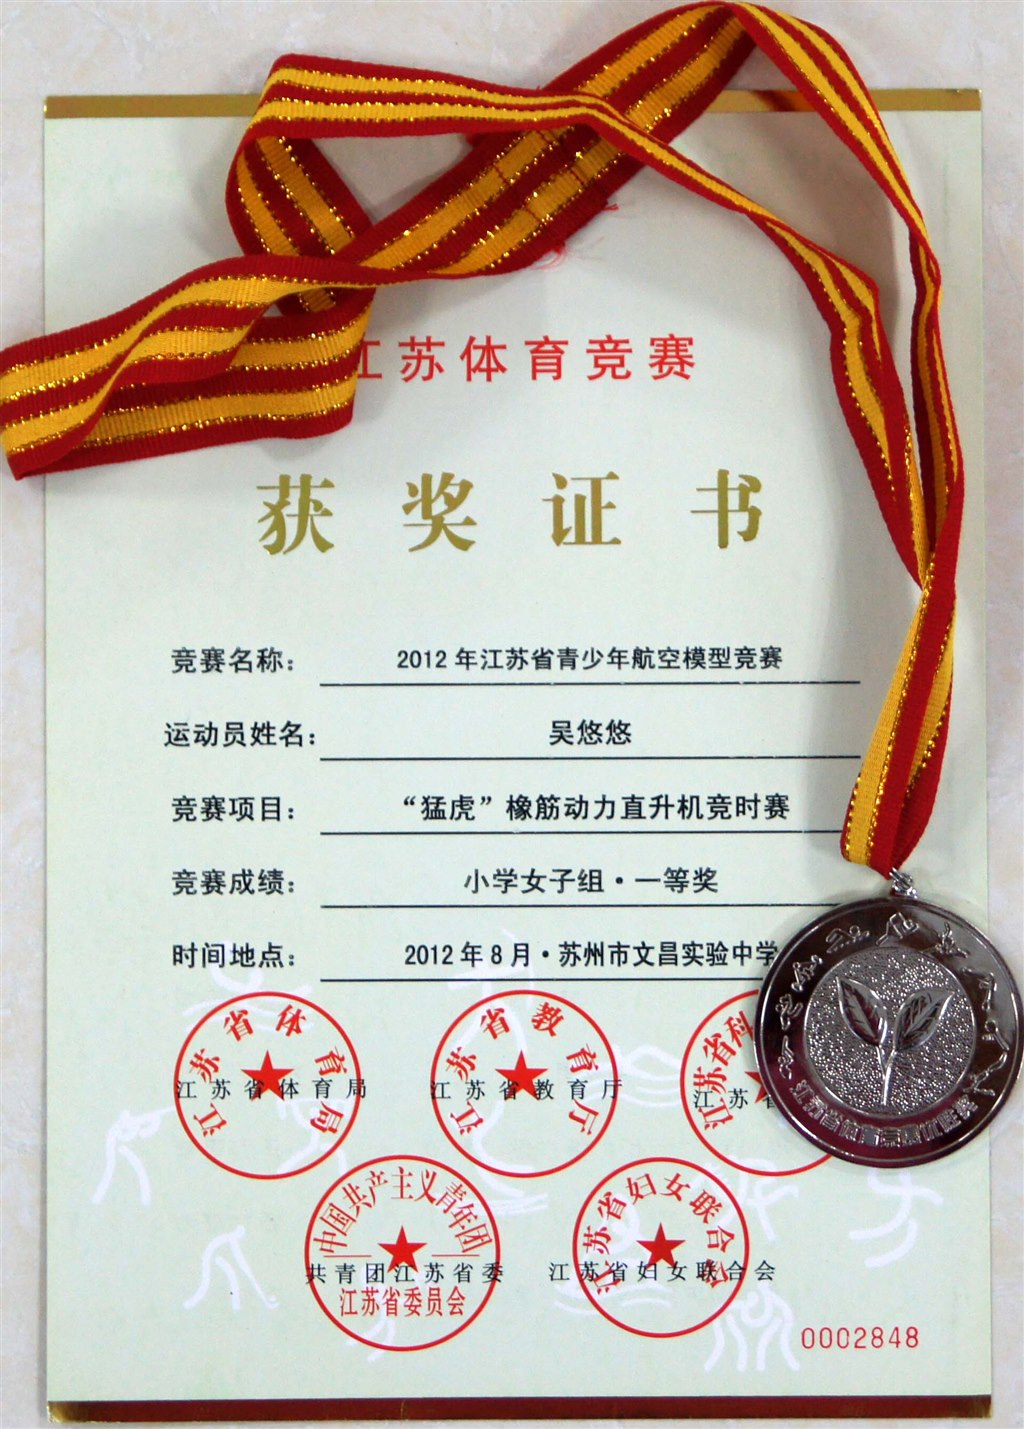 江苏体育竞赛
获奖证书
竞赛名称： 2012年江苏省青少年航空模型竞赛
运动员姓名： 吴悠悠
竞赛项目： “猛虎”橡筋动力直升机竞时赛
竞赛成绩： 小学女子组·一等奖
时间地点： 2012年8月·苏州市文昌实验中学
江苏省体育局
江苏省体育局
江苏省教育厅
江苏省教育厅
江苏省科
江苏省
中国共产主义青年团
共青团江苏省委
江苏省委员会
江苏省妇女联合会
江苏省妇女联合会
0002848